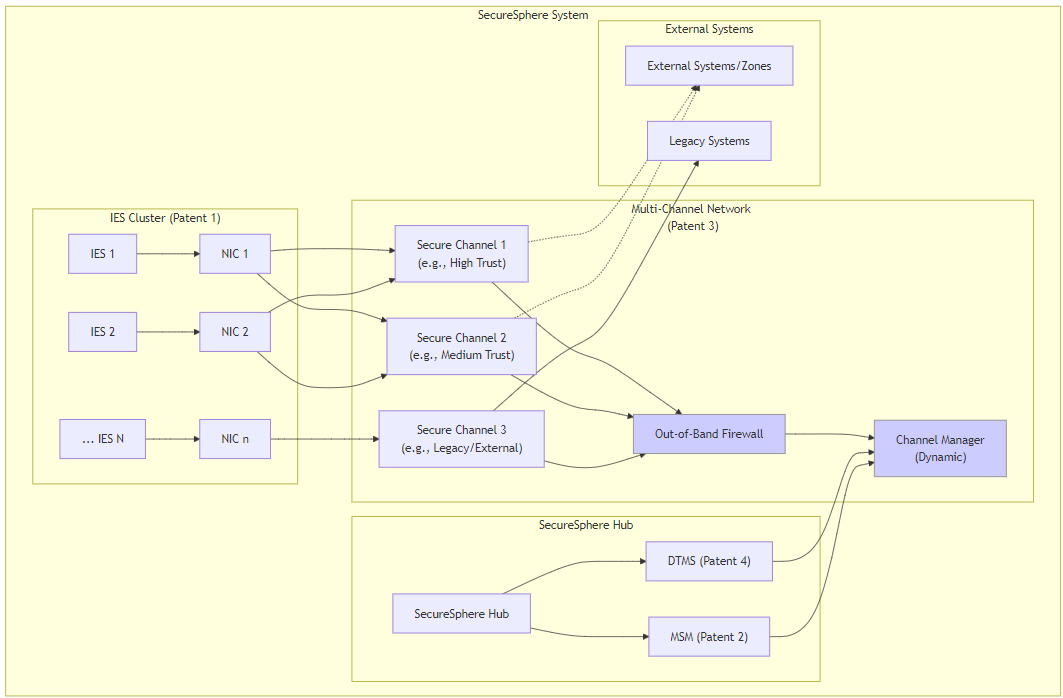 SecureSphere System
External Systems
External Systems/Zones
Legacy Systems
IES Cluster (Patent 1)
IES 1
NIC 1
IES 2
NIC 2
... IES N
NIC n
Multi-Channel Network
(Patent 3)
Secure Channel 1
(e.g., High Trust)
Secure Channel 2
(e.g., Medium Trust)
Secure Channel 3
(e.g., Legacy/External)
Out-of-Band Firewall
Channel Manager
(Dynamic)
SecureSphere Hub
SecureSphere Hub
DTMS (Patent 4)
MSM (Patent 2)